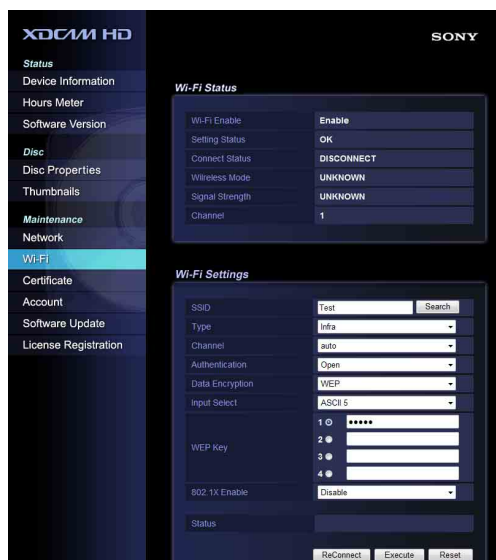 XDCAM HD
SONY
Status
Device Information
Hours Meter
Software Version
Disc
Disc Properties
Thumbnails
Maintenance
Network
Wi-Fi
Certificate
Account
Software Update
License Registration
Wi-Fi Status
Wi-Fi Enable Enable
Setting Status OK
Connect Status DISCONNECT
Wilreless Mode UNKNOWN
Signal Strength UNKNOWN
Channel 1
Wi-Fi Settings
SSID Test Search
Type Infra
Channel auto
Authentication Open
Data Encryption WEP
Input Select ASCII 5
WEP Key
1 •••••
2
3
4
802.1X Enable Disable
Status
ReConnect Execute Reset